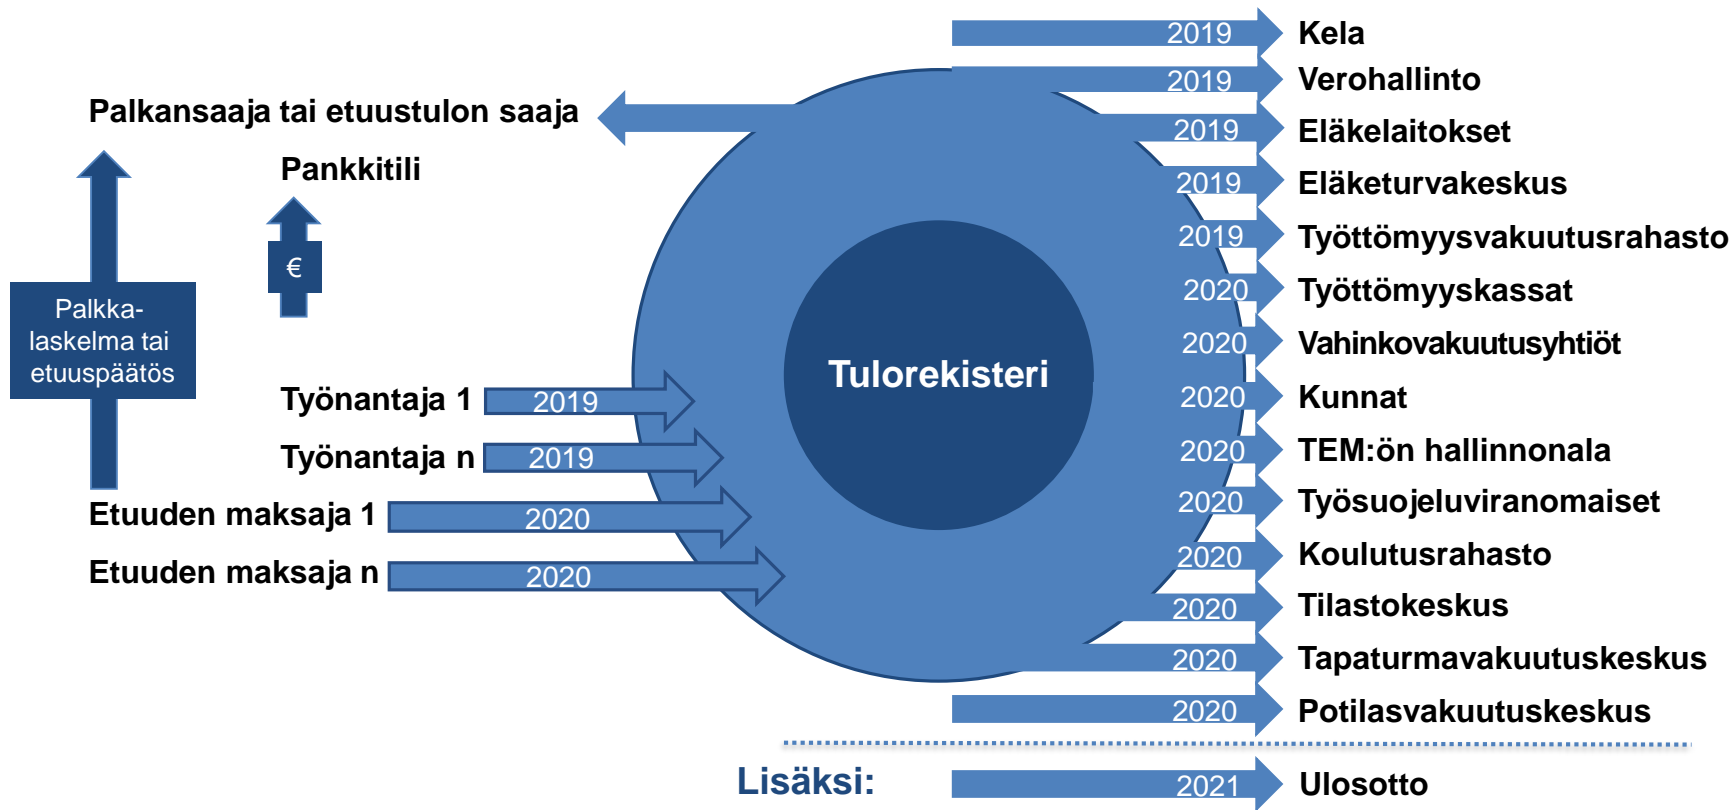 2019 Kela
2019 Verohallinto
Palkansaaja tai etuustulon saaja
2019 Eläkelaitokset
Pankkitili
2019 Eläketurvakeskus
2019 Työttömyysvakuutusrahasto
€
2020 Työttömyyskassat
Palkka-
laskelma tai
etuuspäätös
2020 Vahinkovakuutusyhtiöt
Tulorekisteri
Työnantaja 1 2019
2020 Kunnat
Työnantaja n 2019
2020 TEM:ön hallinnonala
Etuuden maksaja 1 2020
2020 Työsuojeluviranomaiset
Etuuden maksaja n 2020
2020 Koulutusrahasto
2020 Tilastokeskus
2020 Tapaturmavakuutuskeskus
2020 Potilasvakuutuskeskus
Lisäksi: 2021 Ulosotto